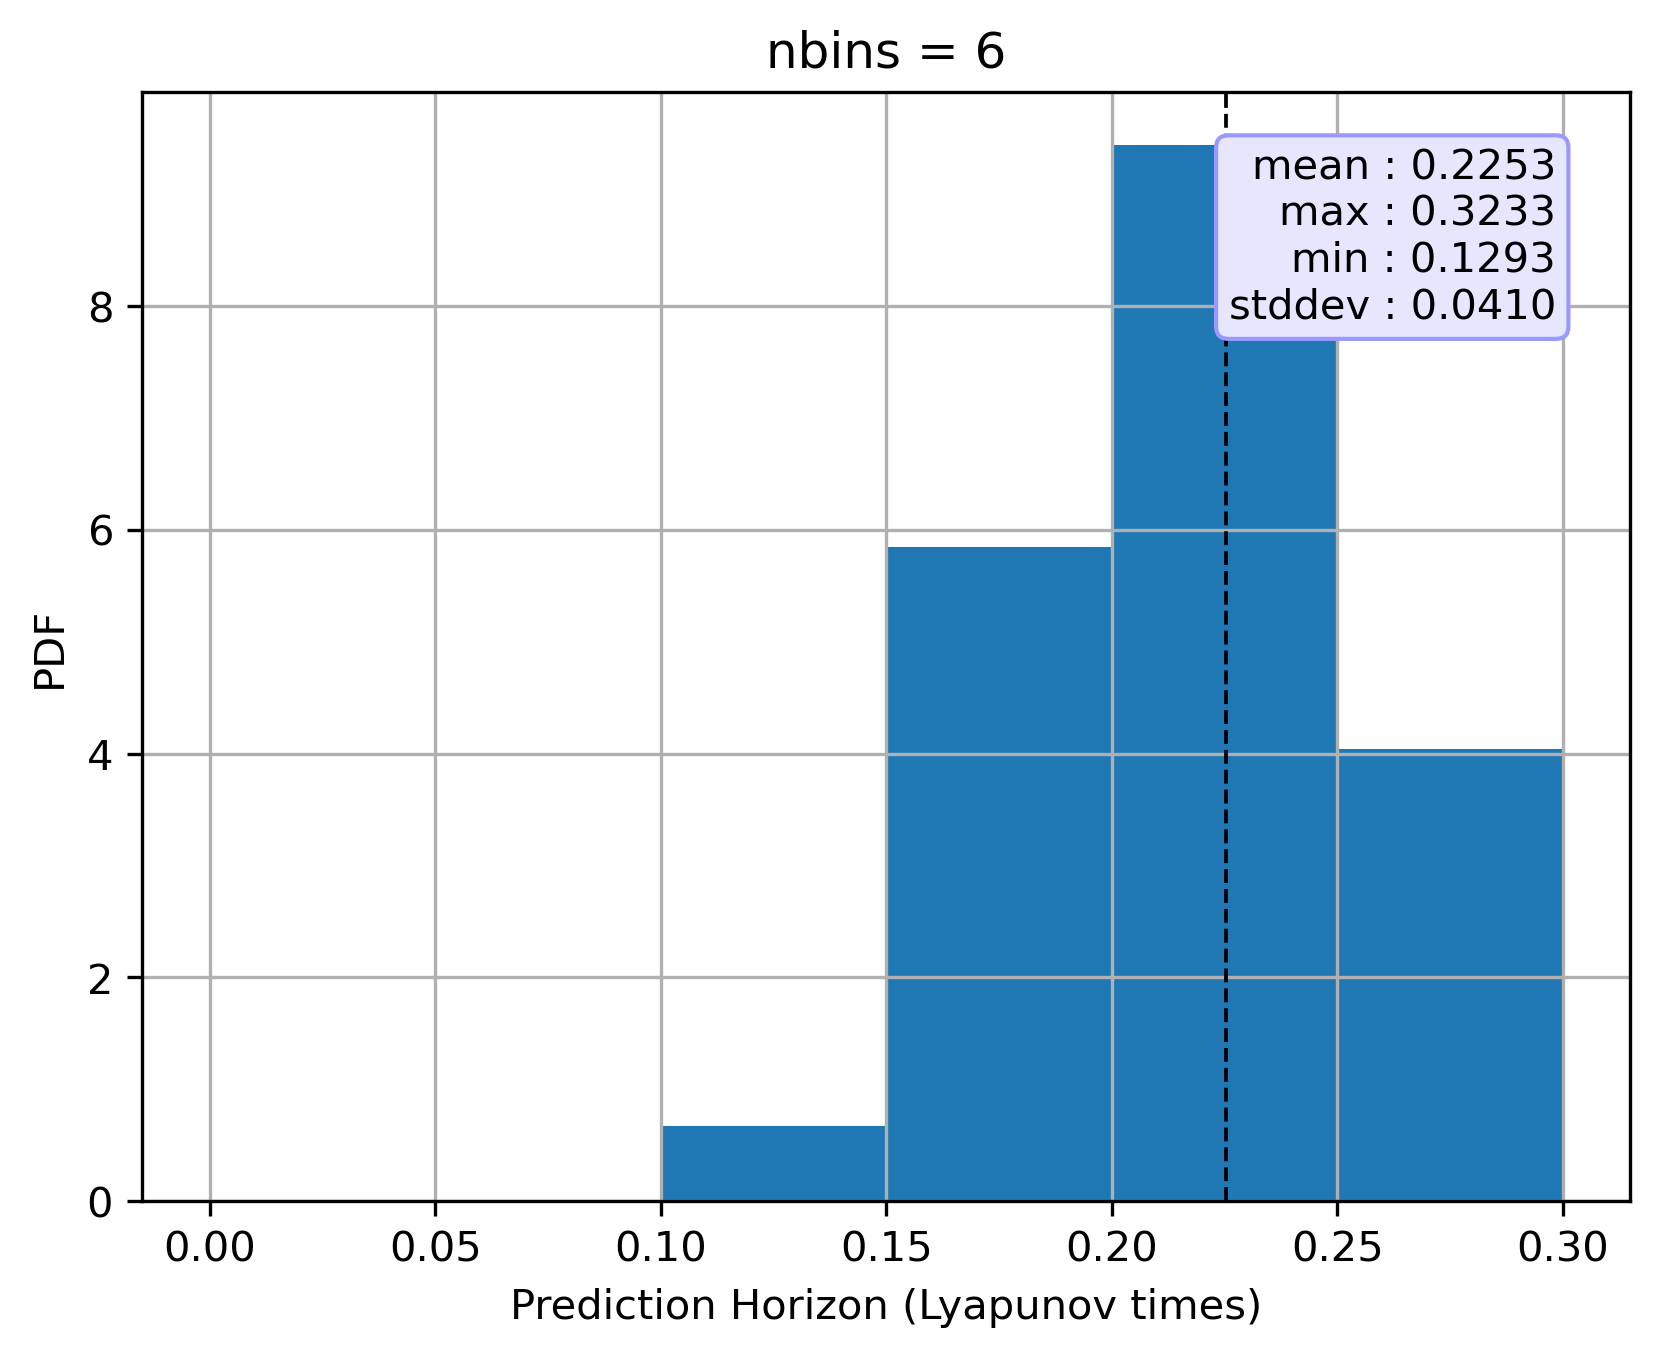 nbins = 6
mean : 0.2253
max : 0.3233
min : 0.1293
stddev : 0.0410
PDF
8
6
4
2
0
0.00 0.05 0.10 0.15 0.20 0.25 0.30
Prediction Horizon (Lyapunov times)